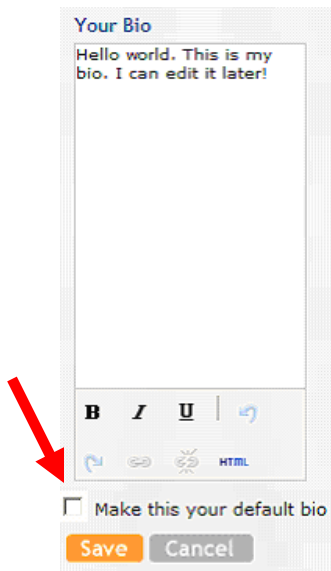 Your Bio
Hello world. This is my
bio. I can edit it later!
B I U
HTML
Make this your default bio
Save Cancel